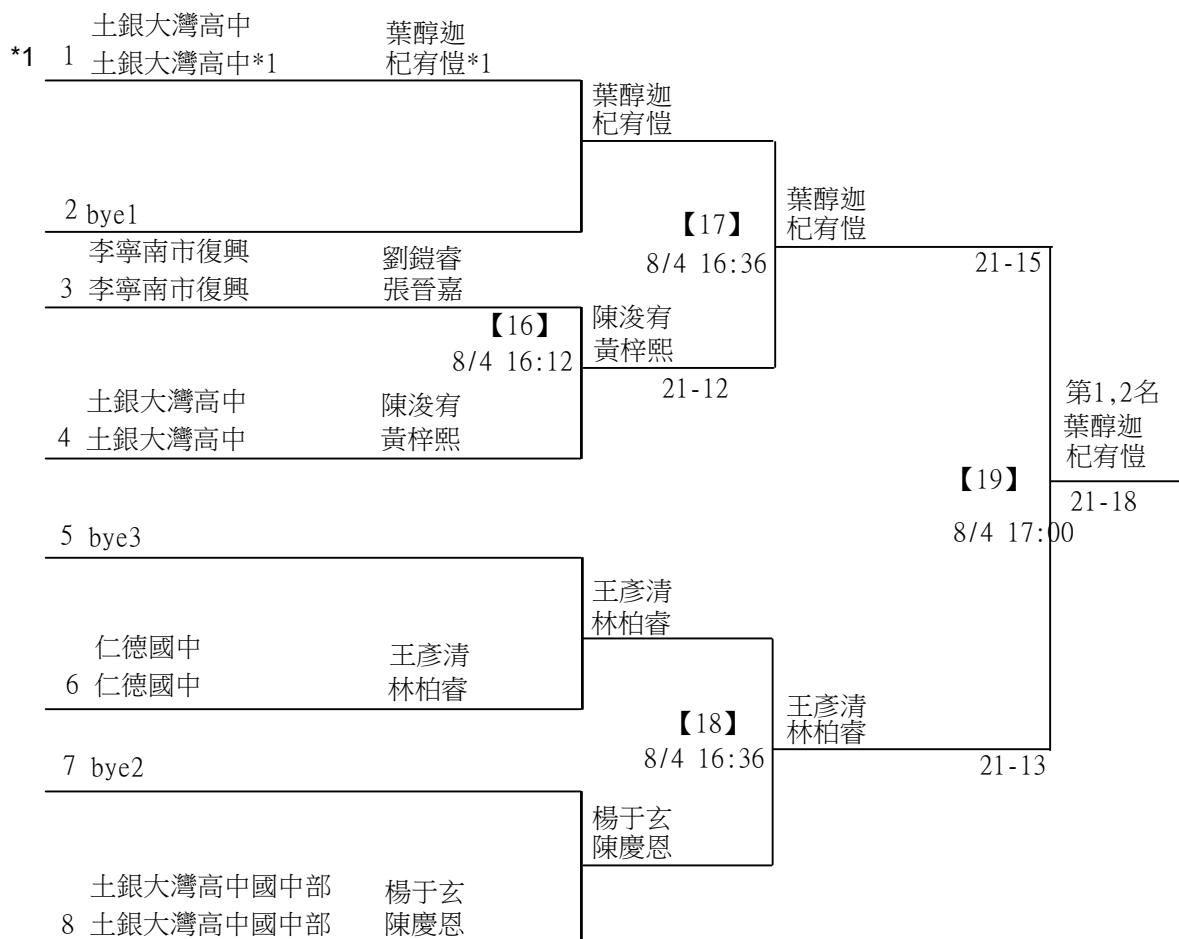 土銀大灣高中 葉醇迦
*1 1 土銀大灣高中*1 杞宥愷*1
葉醇迦
杞宥愷
2 bye1
葉醇迦
杞宥愷
【17】
8/4 16:36
21-15
李寧南市復興 劉鎧睿
3 李寧南市復興 張晉嘉
【16】
8/4 16:12
陳浚宥
黃梓熙
21-12
土銀大灣高中 陳浚宥
4 土銀大灣高中 黃梓熙
第1,2名
葉醇迦
杞宥愷
【19】
21-18
8/4 17:00
5 bye3
王彥清
林柏睿
仁德國中 王彥清
6 仁德國中 林柏睿
【18】
8/4 16:36
王彥清
林柏睿
21-13
7 bye2
楊于玄
陳慶恩
土銀大灣高中國中部 楊于玄
8 土銀大灣高中國中部 陳慶恩